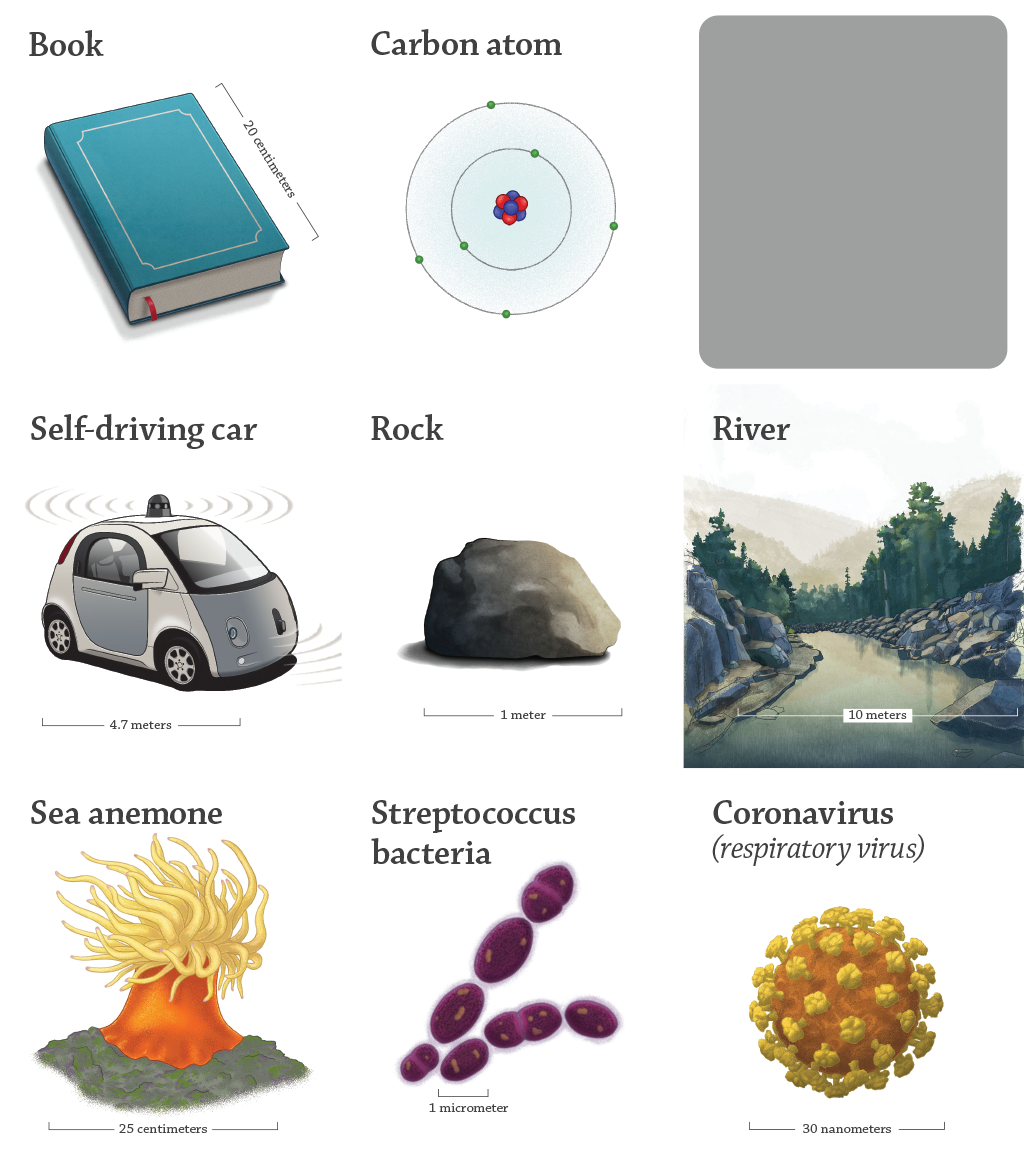 Book
20 centimeters
Carbon atom
Self-driving car
4.7 meters
Rock
1 meter
River
10 meters
Sea anemone
25 centimeters
Streptococcus
bacteria
1 micrometer
Coronavirus
(respiratory virus)
30 nanometers